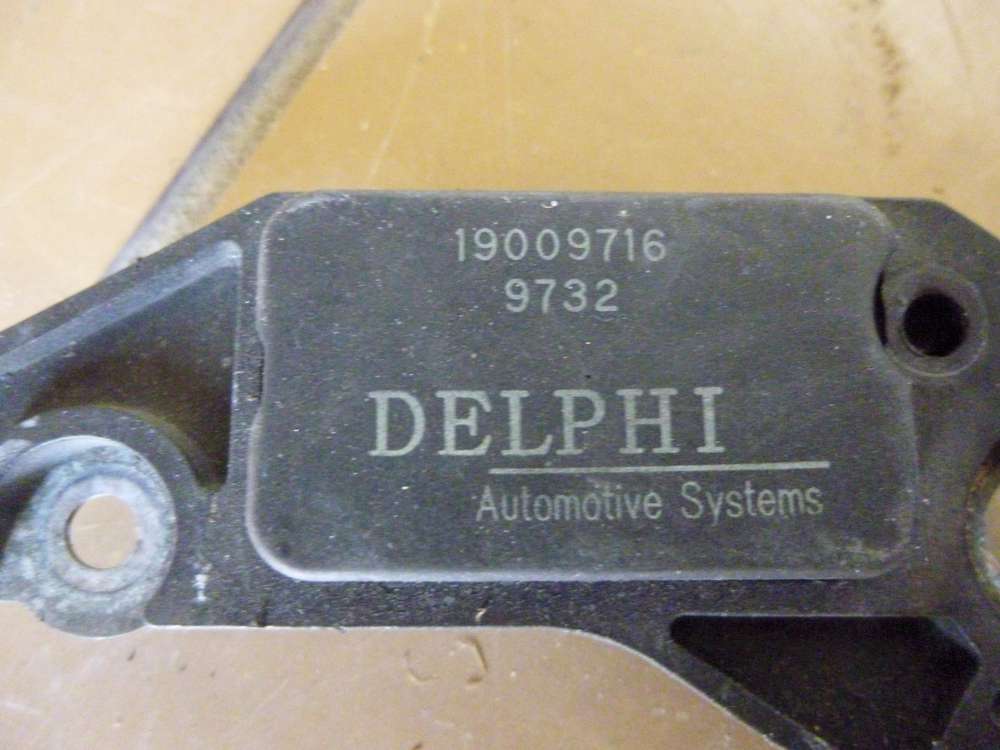 19009716
9732
DELPHI
Automotive Systems